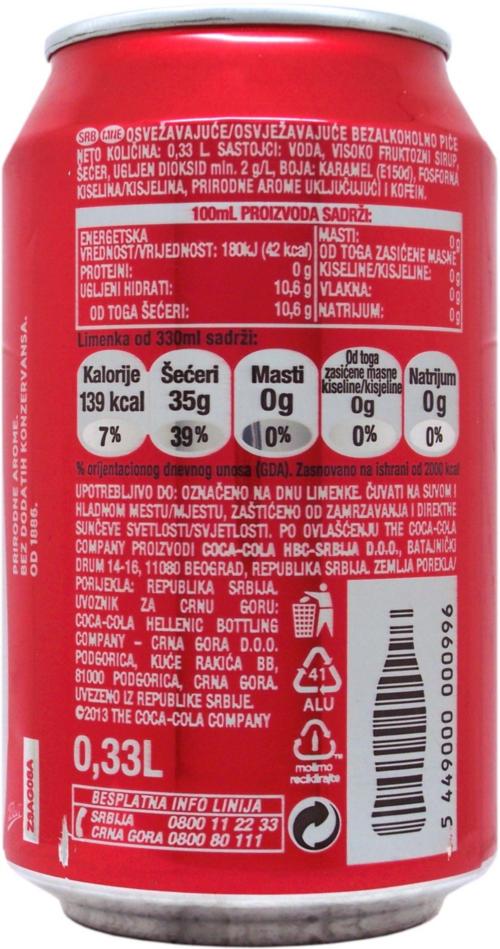 SRB MNE OSVEŽAVAJUĆE/OSVJEŽAVAJUĆE BEZALKOHOLNO PIĆE
NETO KOLIČINA: 0,33 L. SASTOJCI: VODA, VISOKO FRUKTOZNI SIRUP,
ŠEĆER, UGLJEN DIOKSID min. 2 g/L, BOJA: KARAMEL (E150d), FOSFORNA
KISELINA/KISJELINA, PRIRODNE AROME UKLJUČUJUĆI I KOFEIN.
100mL PROIZVODA SADRŽI:
ENERGETSKA
VREDNOST/VRIJEDNOST: 180kJ (42 kcal)
PROTEINI: 0 g
UGLJENI HIDRATI: 10,6 g
OD TOGA ŠEĆERI: 10,6 g
MASTI: 0 g
OD TOGA ZASIĆENE MASNE
KISELINE/KISJELINE: 0 g
VLAKNA: 0 g
NATRIJUM: 0 g
Limenka od 330ml sadrži:
Kalorije 139 kcal 7%
Šećeri 35g 39%
Masti 0g 0%
Od toga zasićene masne kiseline/kisjeline 0g 0%
Natrijum 0g 0%
% orijentacionog dnevnog unosa (GDA). Zasnovano na ishrani od 2000 kcal
UPOTREBLJIVO DO: OZNAČENO NA DNU LIMENKE. ČUVATI NA SUVOM I
HLADNOM MESTU/MJESTU, ZAŠTIĆENO OD ZAMRZAVANJA I DIREKTNE
SUNČEVE SVETLOSTI/SVJETLOSTI. PO OVLAŠĆENJU THE COCA-COLA
COMPANY PROIZVODI COCA-COLA HBC-SRBIJA D.O.O., BATAJNIČKI
DRUM 14-16, 11080 BEOGRAD, REPUBLIKA SRBIJA. ZEMLJA POREKLA/
PORIJEKLA: REPUBLIKA SRBIJA.
UVOZNIK ZA CRNU GORU:
COCA-COLA HELLENIC BOTTLING
COMPANY - CRNA GORA D.O.O.
PODGORICA, KUĆE RAKIĆA BB,
81000 PODGORICA, CRNA GORA.
UVEZENO IZ REPUBLIKE SRBIJE.
©2013 THE COCA-COLA COMPANY
0,33L
BESPLATNA INFO LINIJA
SRBIJA 0800 11 22 33
CRNA GORA 0800 80 111
41
ALU
molimo
reciklirajte
5 449000 000996
PRIRODNE AROME.
BEZ DODATIH KONZERVANSA.
OD 1886.